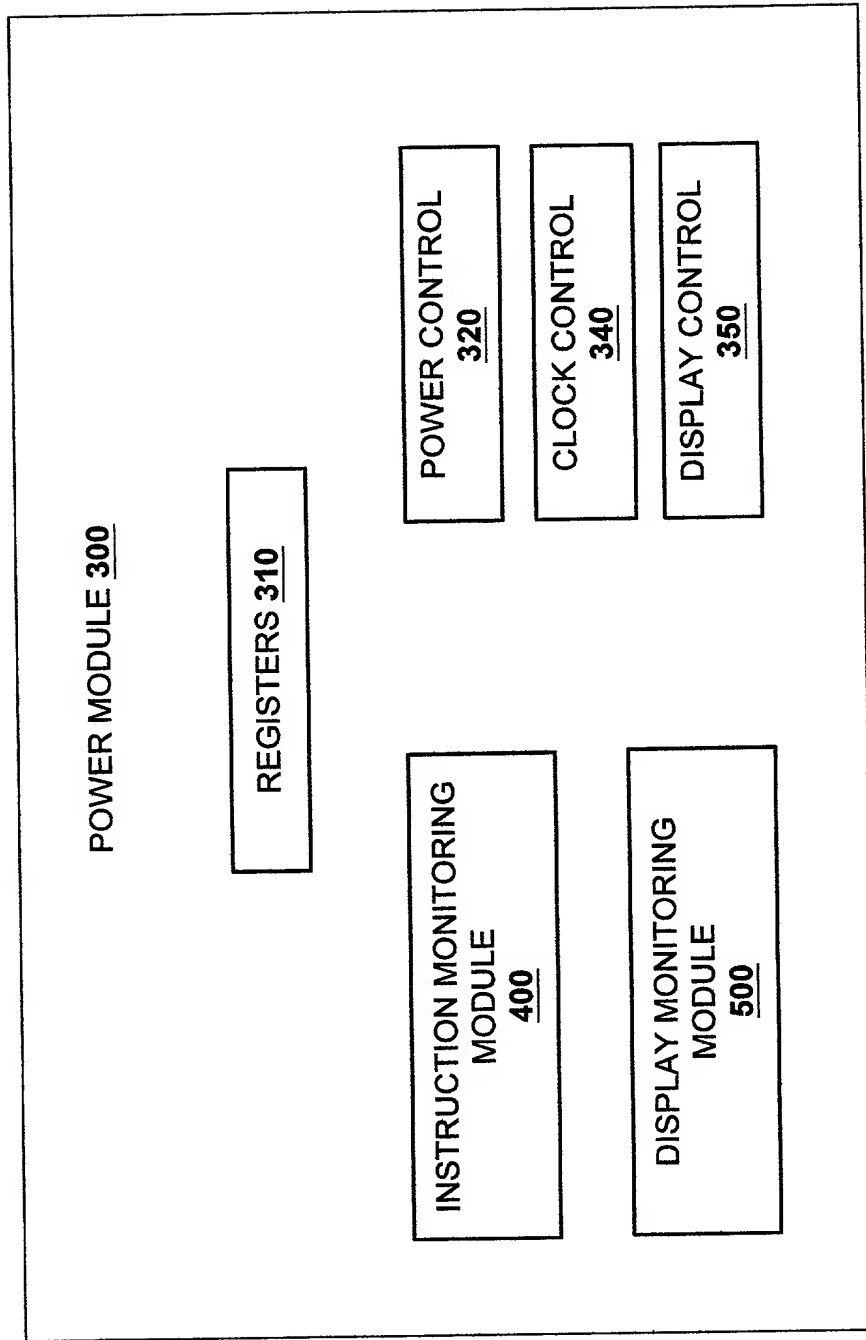 POWER MODULE 300
REGISTERS 310
INSTRUCTION MONITORING
MODULE
400
DISPLAY MONITORING
MODULE
500
POWER CONTROL
320
CLOCK CONTROL
340
DISPLAY CONTROL
350